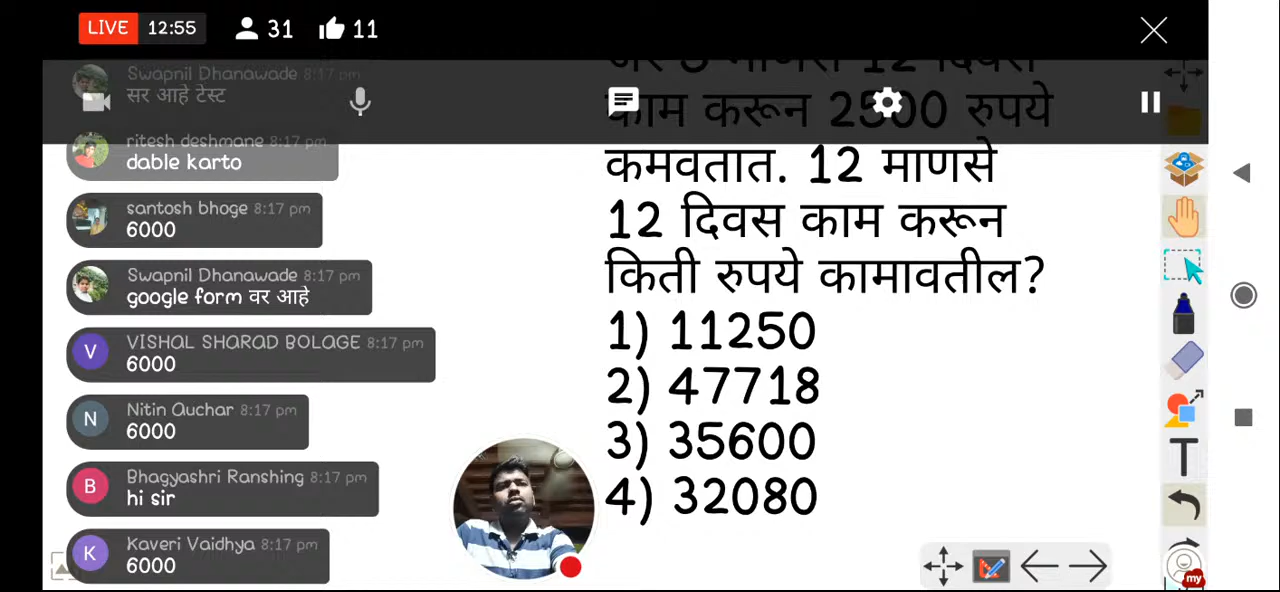 LIVE 12:55 31 11
Swapnil Dhanawade 8:17 pm
सर आहे टेस्ट
ritesh deshmane 8:17 pm
dable karto
santosh bhoge 8:17 pm
6000
Swapnil Dhanawade 8:17 pm
google form वर आहे
VISHAL SHARAD BOLAGE 8:17 pm
V
6000
Nitin Auchar 8:17 pm
N
6000
Bhagyashri Ranshing 8:17 pm
B
hi sir
Kaveri Vaidhya 8:17 pm
K
6000
माणसे 12 दिवस
काम करून 2500 रुपये
कमवतात. 12 माणसे
12 दिवस काम करून
किती रुपये कामावतील?
1) 11250
2) 47718
3) 35600
4) 32080
T
my